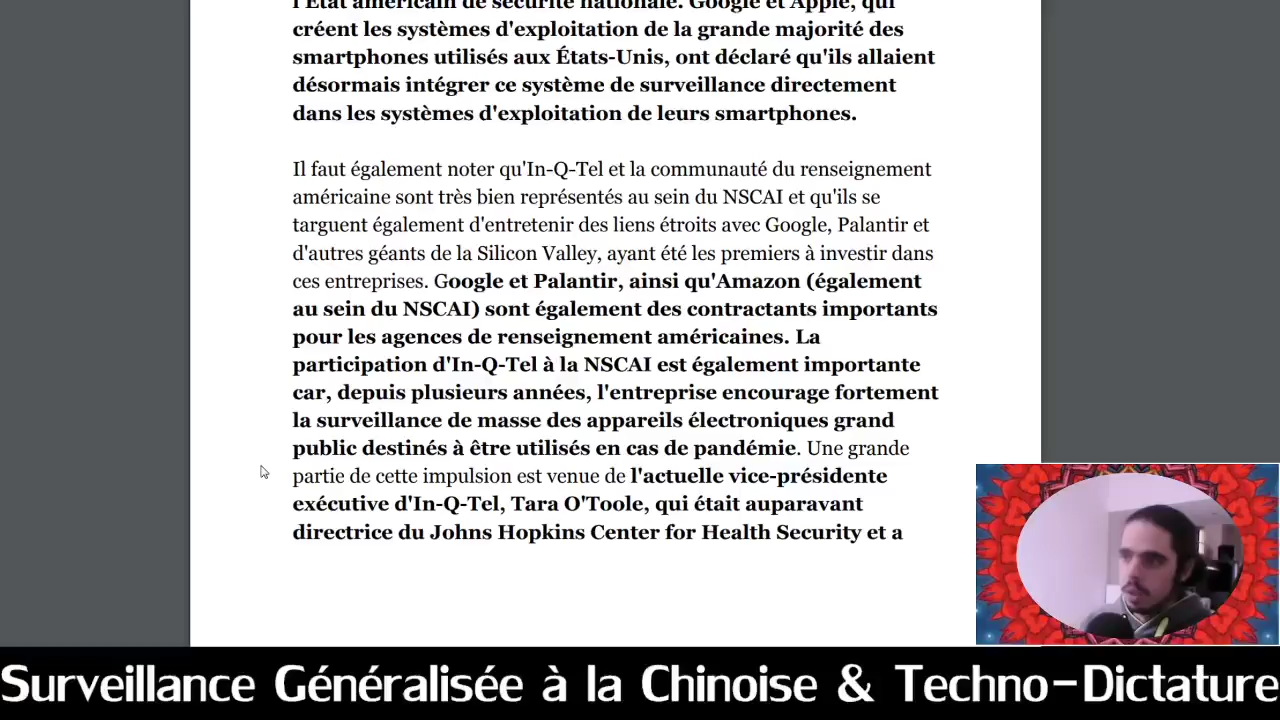 l'État américain de sécurité nationale. Google et Apple, qui
créent les systèmes d'exploitation de la grande majorité des
smartphones utilisés aux États-Unis, ont déclaré qu'ils allaient
désormais intégrer ce système de surveillance directement
dans les systèmes d'exploitation de leurs smartphones.
Il faut également noter qu'In-Q-Tel et la communauté du renseignement
américaine sont très bien représentés au sein du NSCAI et qu'ils se
targuent également d'entretenir des liens étroits avec Google, Palantir et
d'autres géants de la Silicon Valley, ayant été les premiers à investir dans
ces entreprises. Google et Palantir, ainsi qu'Amazon (également
au sein du NSCAI) sont également des contractants importants
pour les agences de renseignement américaines. La
participation d'In-Q-Tel à la NSCAI est également importante
car, depuis plusieurs années, l'entreprise encourage fortement
la surveillance de masse des appareils électroniques grand
public destinés à être utilisés en cas de pandémie. Une grande
partie de cette impulsion est venue de l'actuelle vice-présidente
exécutive d'In-Q-Tel, Tara O'Toole, qui était auparavant
directrice du Johns Hopkins Center for Health Security et a
Surveillance Généralisée à la Chinoise & Techno-Dictature